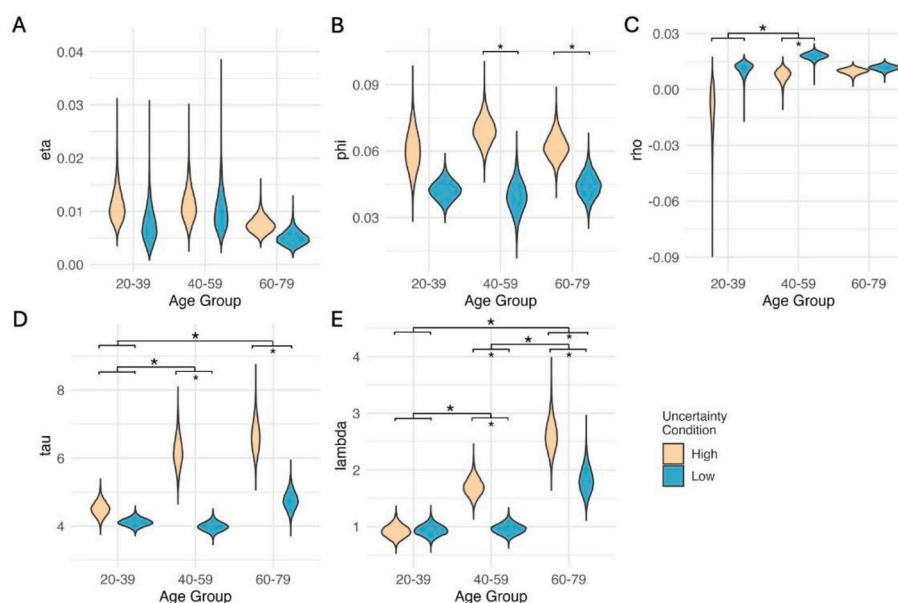 A
0.04
0.03
0.02
0.01
0.00
eta
20-39 40-59 60-79
Age Group
B
* *
0.09
0.06
0.03
phi
20-39 40-59 60-79
Age Group
C
*
*
0.03
0.00
-0.03
-0.06
-0.09
rho
20-39 40-59 60-79
Age Group
D
*
*
*
*
8
6
4
tau
20-39 40-59 60-79
Age Group
E
*
*
*
* *
*
*
4
3
2
1
lambda
20-39 40-59 60-79
Age Group
Uncertainty
Condition
High
Low